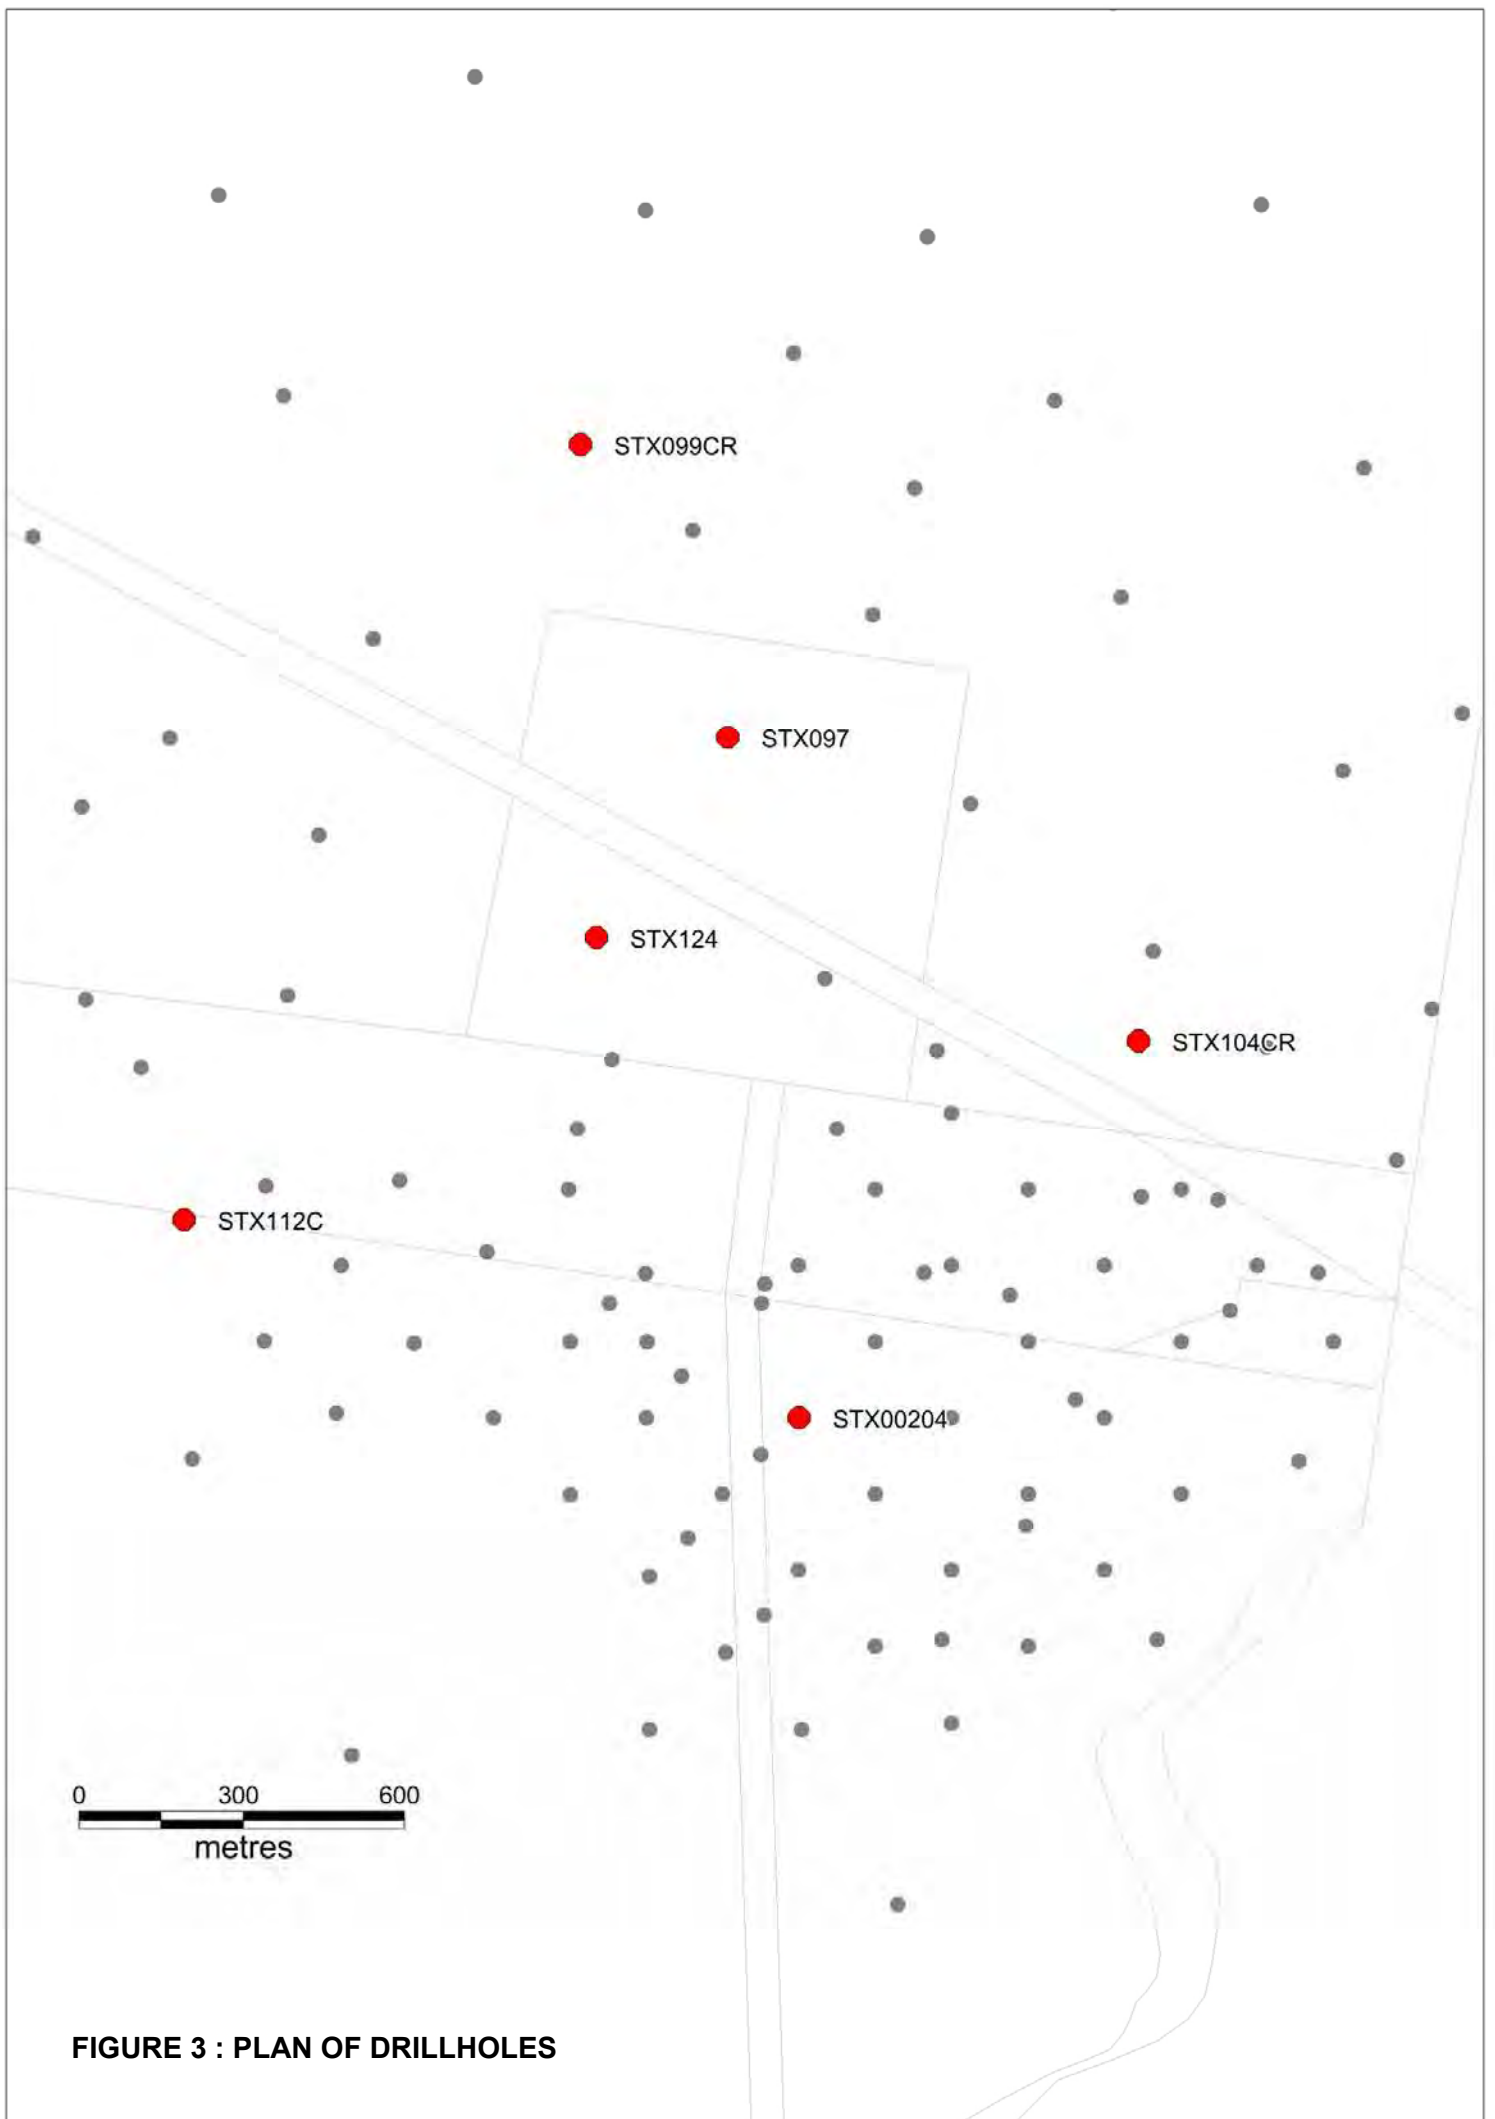 STX099CR
STX097
STX124
STX104CR
STX112C
STX00204
0 300 600
metres
FIGURE 3 : PLAN OF DRILLHOLES